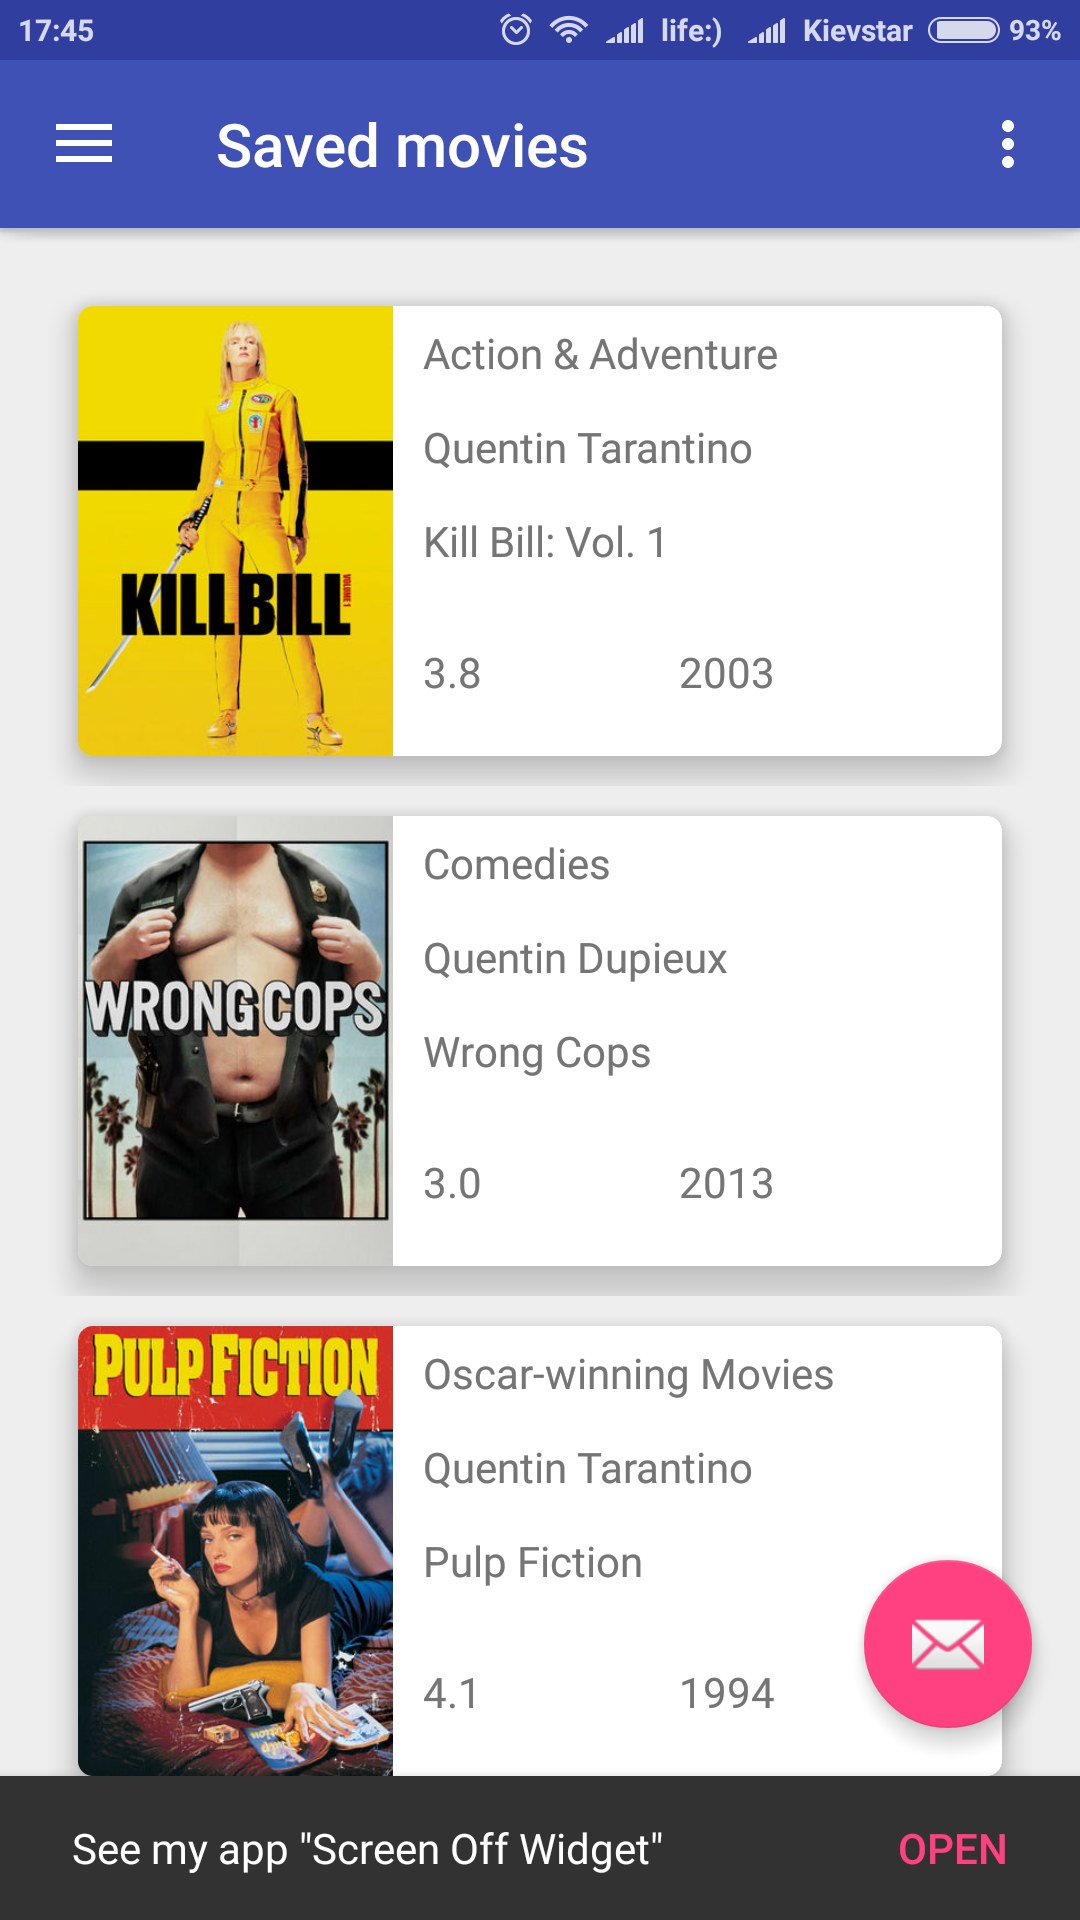 17:45 life:) Kievstar 93%
Saved movies
Action & Adventure
Quentin Tarantino
Kill Bill: Vol. 1
3.8 2003
KILLBILL VOLUME 1
Comedies
Quentin Dupieux
Wrong Cops
3.0 2013
WRONG COPS
PULP FICTION
Oscar-winning Movies
Quentin Tarantino
Pulp Fiction
4.1 1994
See my app "Screen Off Widget" OPEN